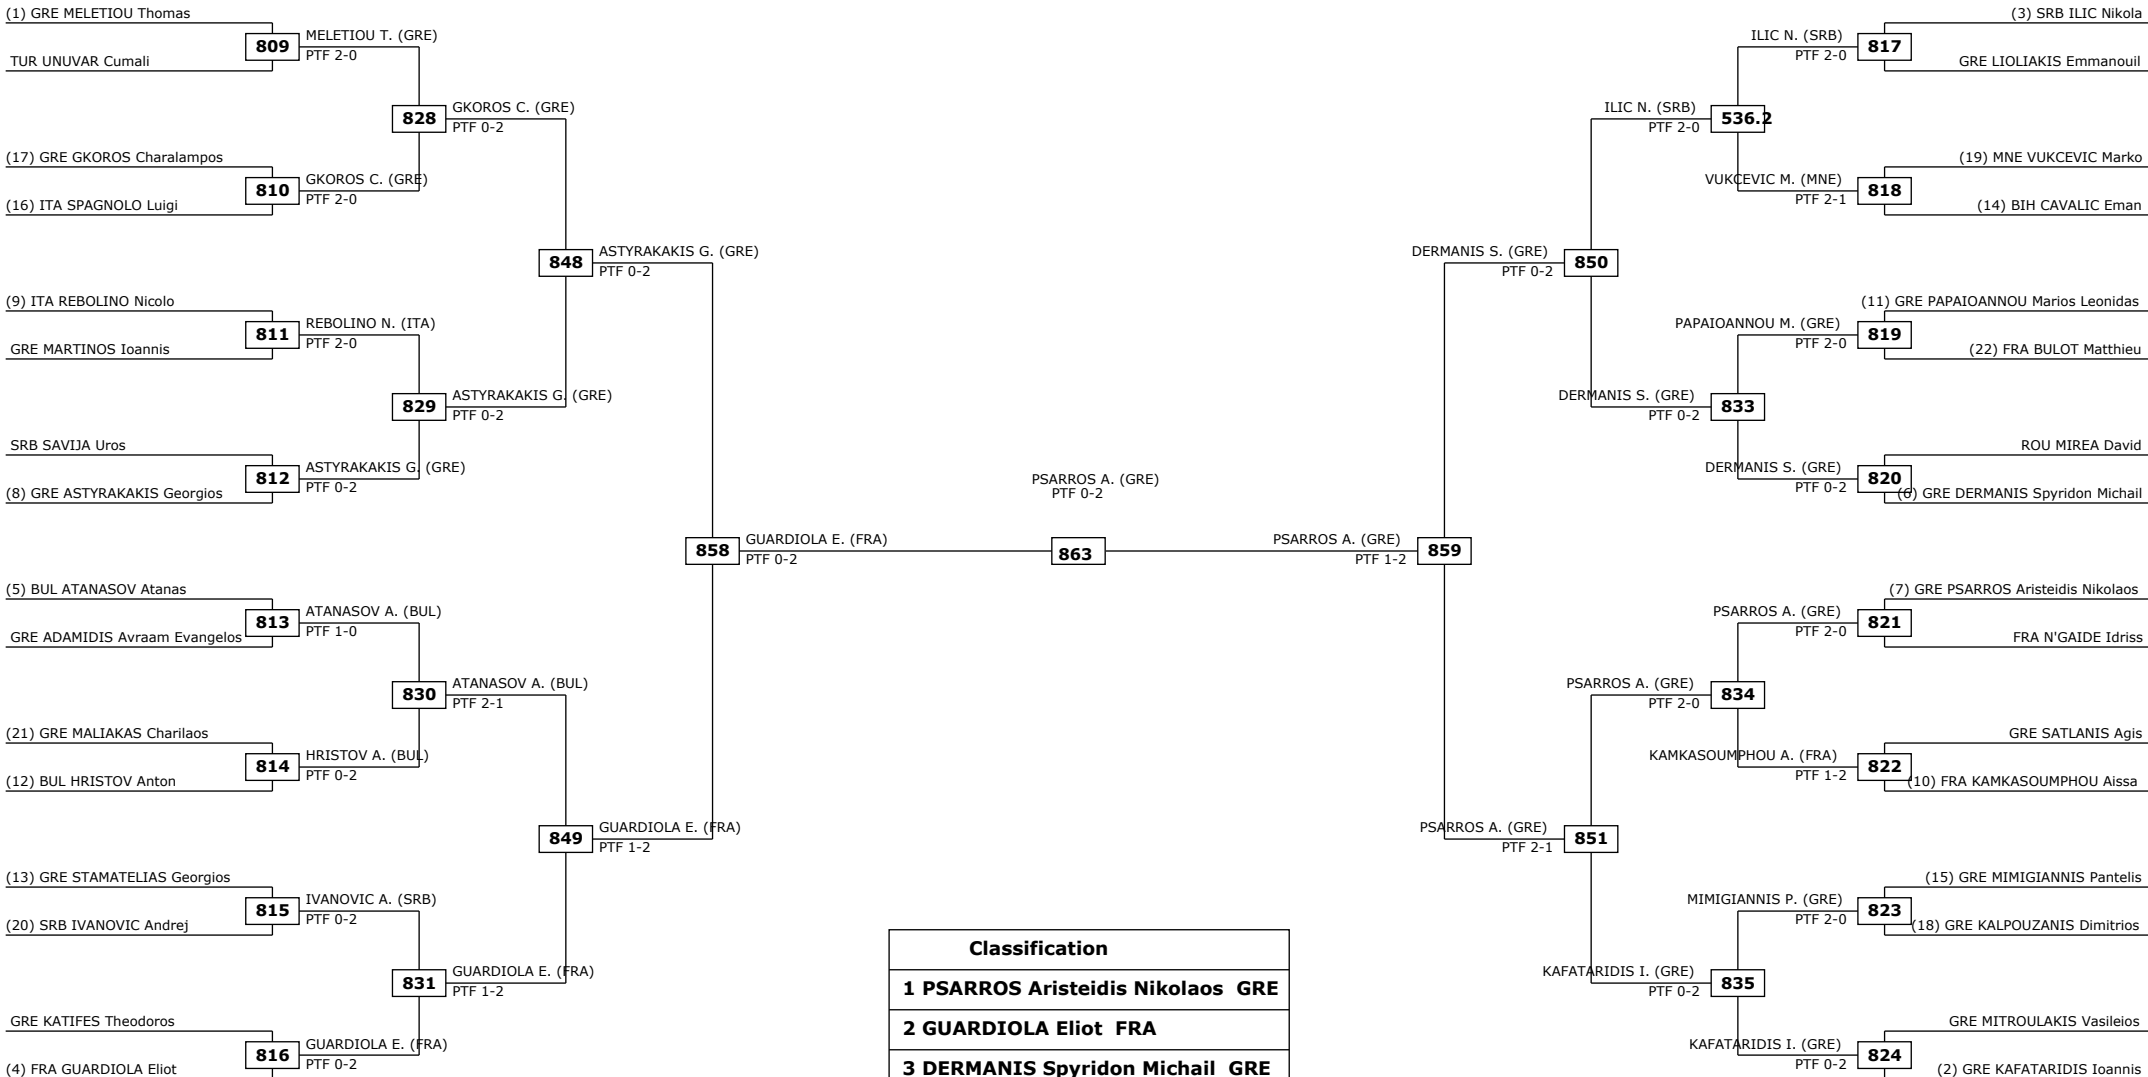 (1) GRE MELETIOU Thomas
809
MELETIOU T. (GRE)
PTF 2-0
TUR UNUVAR Cumali
828
GKOROS C. (GRE)
PTF 0-2
(17) GRE GKOROS Charalampos
810
GKOROS C. (GRE)
PTF 2-0
(16) ITA SPAGNOLO Luigi
848
ASTYRAKAKIS G. (GRE)
PTF 0-2
(9) ITA REBOLINO Nicolo
811
REBOLINO N. (ITA)
PTF 2-0
GRE MARTINOS Ioannis
829
ASTYRAKAKIS G. (GRE)
PTF 0-2
SRB SAVIJA Uros
812
ASTYRAKAKIS G. (GRE)
PTF 0-2
(8) GRE ASTYRAKAKIS Georgios
858
GUARDIOLA E. (FRA)
PTF 0-2
(5) BUL ATANASOV Atanas
813
ATANASOV A. (BUL)
PTF 1-0
GRE ADAMIDIS Avraam Evangelos
830
ATANASOV A. (BUL)
PTF 2-1
(21) GRE MALIAKAS Charilaos
814
HRISTOV A. (BUL)
PTF 0-2
(12) BUL HRISTOV Anton
849
GUARDIOLA E. (FRA)
PTF 1-2
(13) GRE STAMATELIAS Georgios
815
IVANOVIC A. (SRB)
PTF 0-2
(20) SRB IVANOVIC Andrej
831
GUARDIOLA E. (FRA)
PTF 1-2
GRE KATIFES Theodoros
816
GUARDIOLA E. (FRA)
PTF 0-2
(4) FRA GUARDIOLA Eliot
PSARROS A. (GRE)
PTF 0-2
863
Classification
1 PSARROS Aristeidis Nikolaos GRE
2 GUARDIOLA Eliot FRA
3 DERMANIS Spyridon Michail GRE
(3) SRB ILIC Nikola
ILIC N. (SRB)
PTF 2-0
817
GRE LIOLIAKIS Emmanouil
ILIC N. (SRB)
PTF 2-0
536.2
(19) MNE VUKCEVIC Marko
VUKCEVIC M. (MNE)
PTF 2-1
818
(14) BIH CAVALIC Eman
DERMANIS S. (GRE)
PTF 0-2
850
(11) GRE PAPAIOANNOU Marios Leonidas
PAPAIOANNOU M. (GRE)
PTF 2-0
819
(22) FRA BULOT Matthieu
DERMANIS S. (GRE)
PTF 0-2
833
ROU MIREA David
DERMANIS S. (GRE)
PTF 0-2
820
(6) GRE DERMANIS Spyridon Michail
PSARROS A. (GRE)
PTF 1-2
859
(7) GRE PSARROS Aristeidis Nikolaos
PSARROS A. (GRE)
PTF 2-0
821
FRA N'GAIDE Idriss
PSARROS A. (GRE)
PTF 2-0
834
GRE SATLANIS Agis
KAMKASOUMPHOU A. (FRA)
PTF 1-2
822
(10) FRA KAMKASOUMPHOU Aissa
PSARROS A. (GRE)
PTF 2-1
851
(15) GRE MIMIGIANNIS Pantelis
MIMIGIANNIS P. (GRE)
PTF 2-0
823
(18) GRE KALPOUZANIS Dimitrios
KAFATARIDIS I. (GRE)
PTF 0-2
835
GRE MITROULAKIS Vasileios
KAFATARIDIS I. (GRE)
PTF 0-2
824
(2) GRE KAFATARIDIS Ioannis